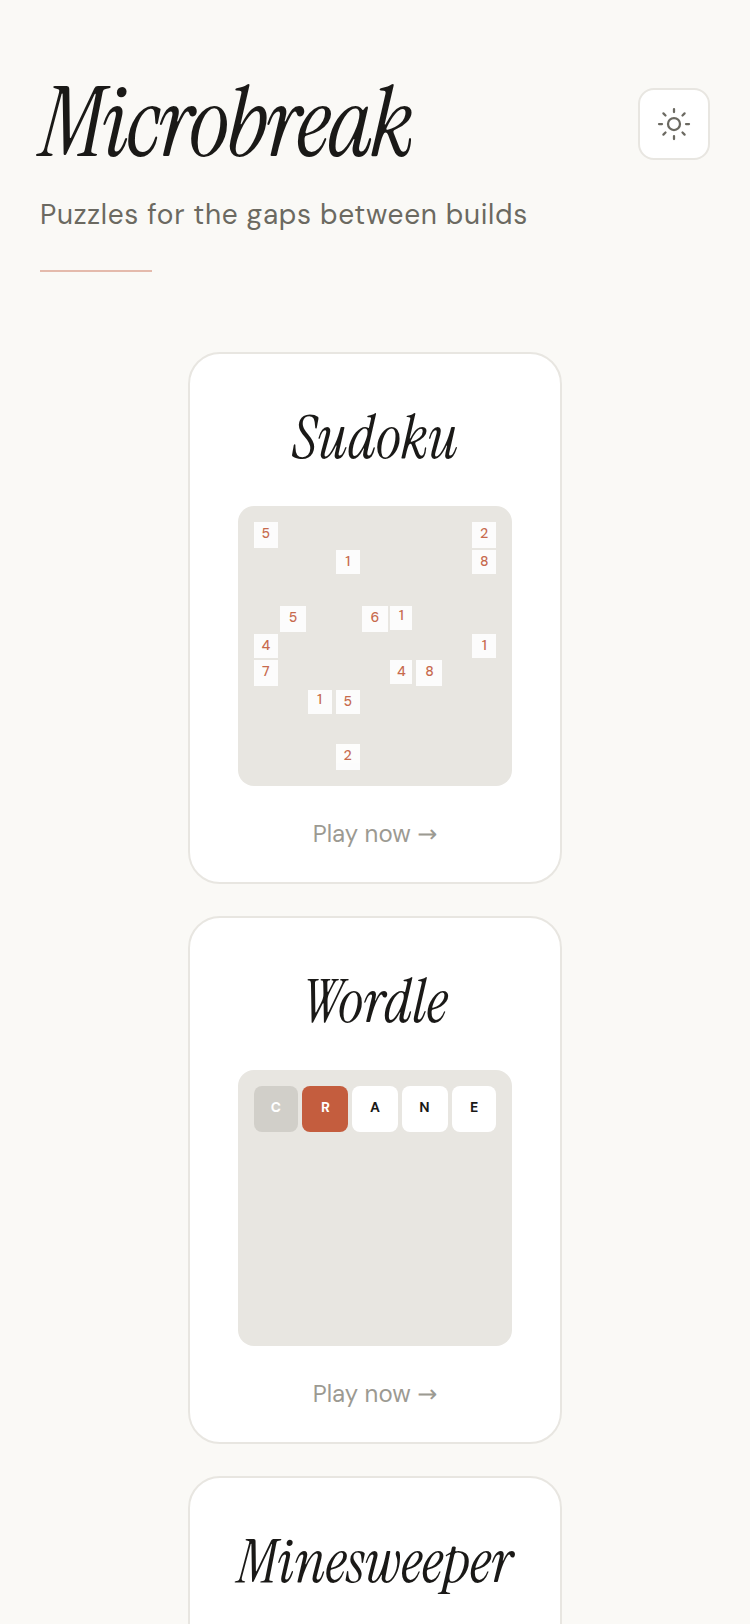 Microbreak
Puzzles for the gaps between builds
Sudoku
5 2
1 8
5 6 1
4 1
7 4 8
1 5
2
Play now →
Wordle
C R A N E
Play now →
Minesweeper